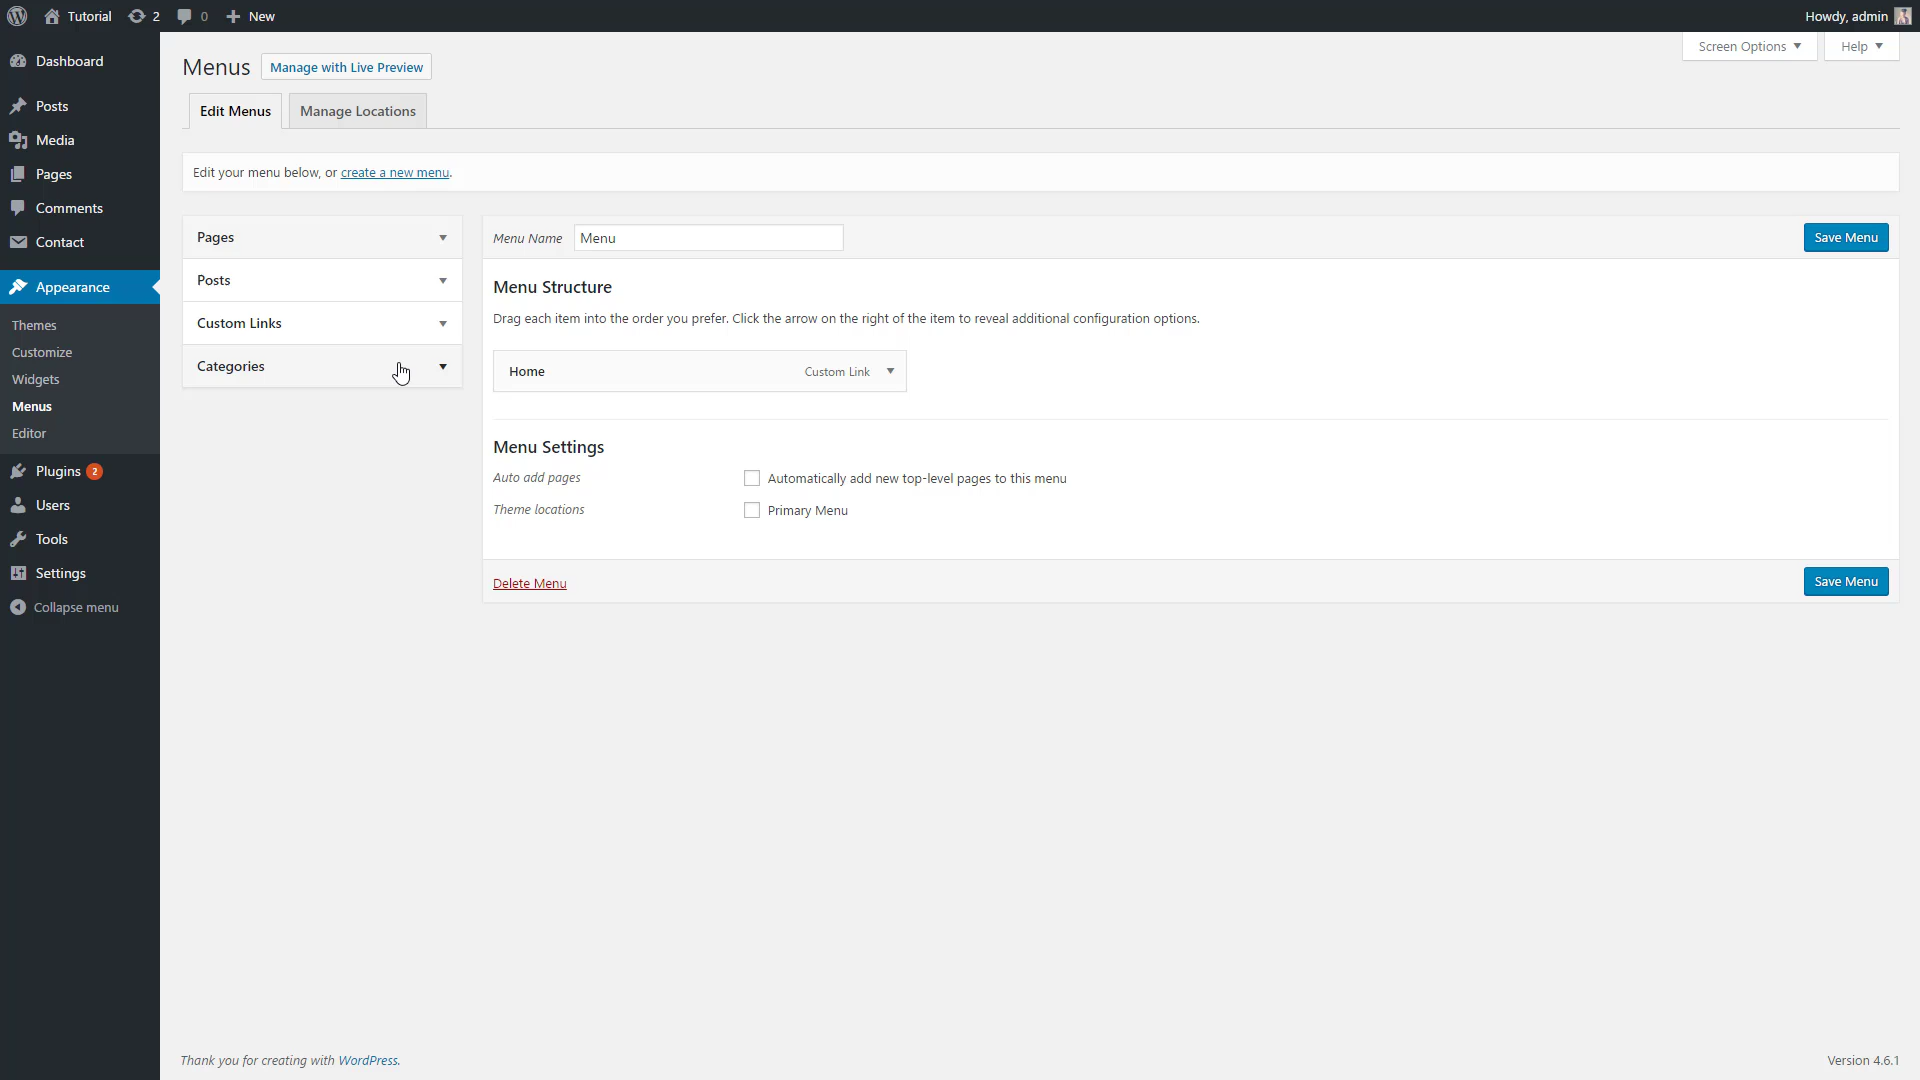 Tutorial 2 0 New Howdy, admin
Screen Options Help
Dashboard
Posts
Media
Pages
Comments
Contact
Appearance
Themes
Customize
Widgets
Menus
Editor
Plugins 2
Users
Tools
Settings
Collapse menu
Menus Manage with Live Preview
Edit Menus Manage Locations
Edit your menu below, or create a new menu.
Pages
Posts
Custom Links
Categories
Menu Name Menu Save Menu
Menu Structure
Drag each item into the order you prefer. Click the arrow on the right of the item to reveal additional configuration options.
Home Custom Link
Menu Settings
Auto add pages Automatically add new top-level pages to this menu
Theme locations Primary Menu
Delete Menu Save Menu
Thank you for creating with WordPress. Version 4.6.1